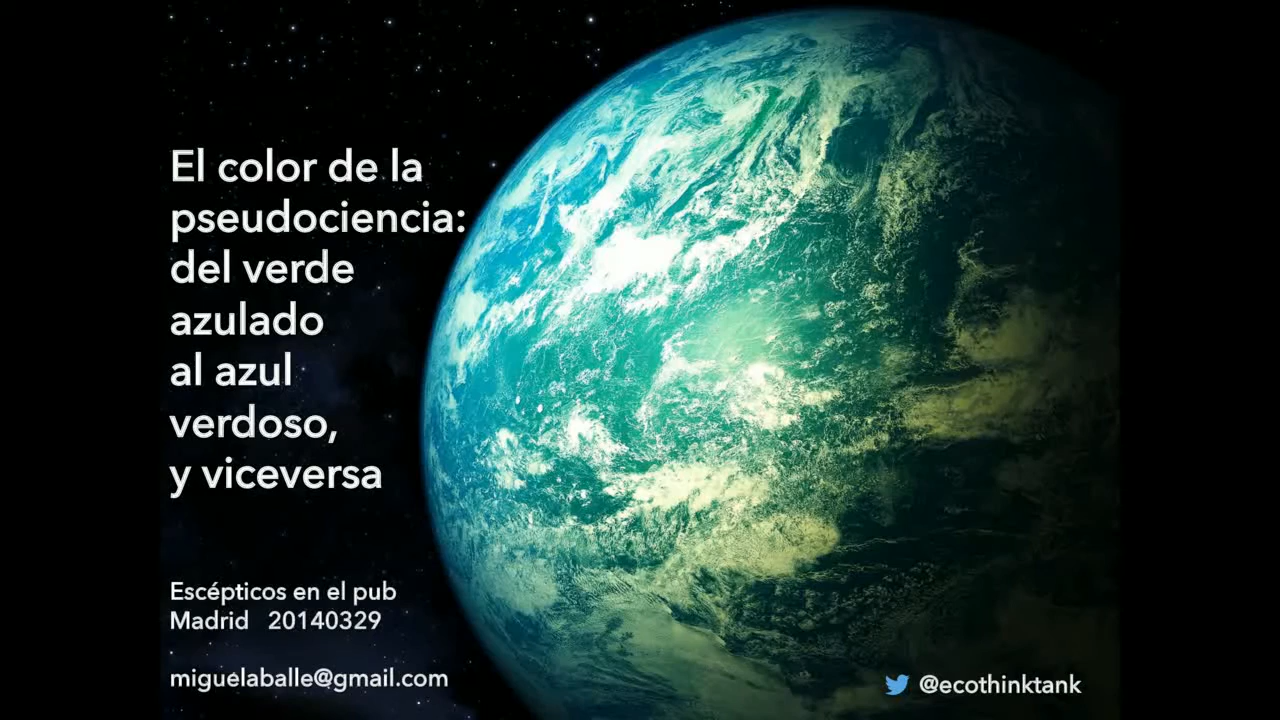 El color de la
pseudociencia:
del verde
azulado
al azul
verdoso,
y viceversa
Escépticos en el pub
Madrid 20140329
miguelaballe@gmail.com
@ecothinktank